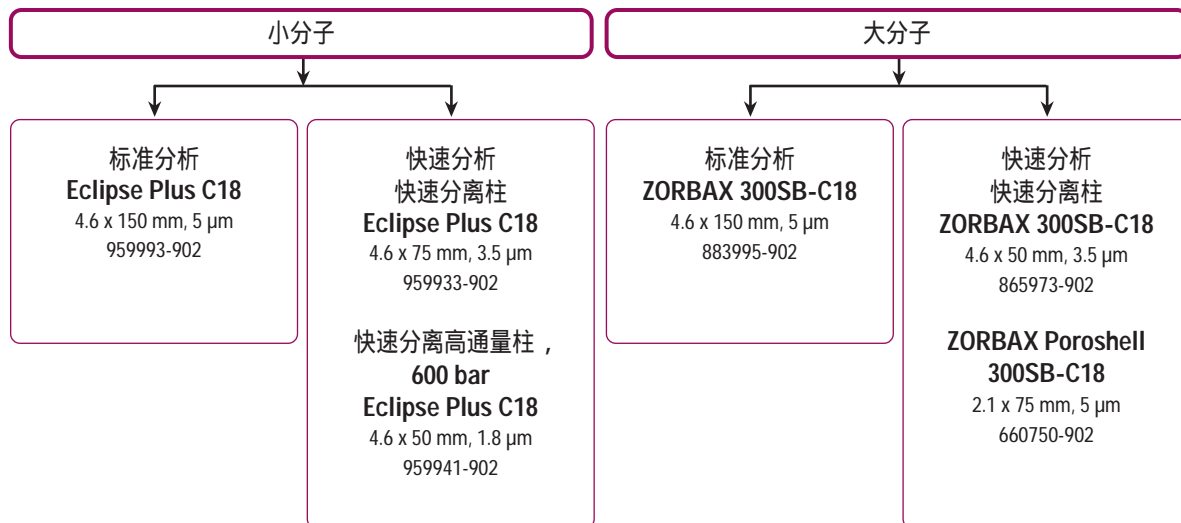 小分子
标准分析
Eclipse Plus C18
4.6 x 150 mm, 5 µm
959993-902
快速分析
快速分离柱
Eclipse Plus C18
4.6 x 75 mm, 3.5 µm
959933-902
快速分离高通量柱，
600 bar
Eclipse Plus C18
4.6 x 50 mm, 1.8 µm
959941-902
大分子
标准分析
ZORBAX 300SB-C18
4.6 x 150 mm, 5 µm
883995-902
快速分析
快速分离柱
ZORBAX 300SB-C18
4.6 x 50 mm, 3.5 µm
865973-902
ZORBAX Poroshell
300SB-C18
2.1 x 75 mm, 5 µm
660750-902